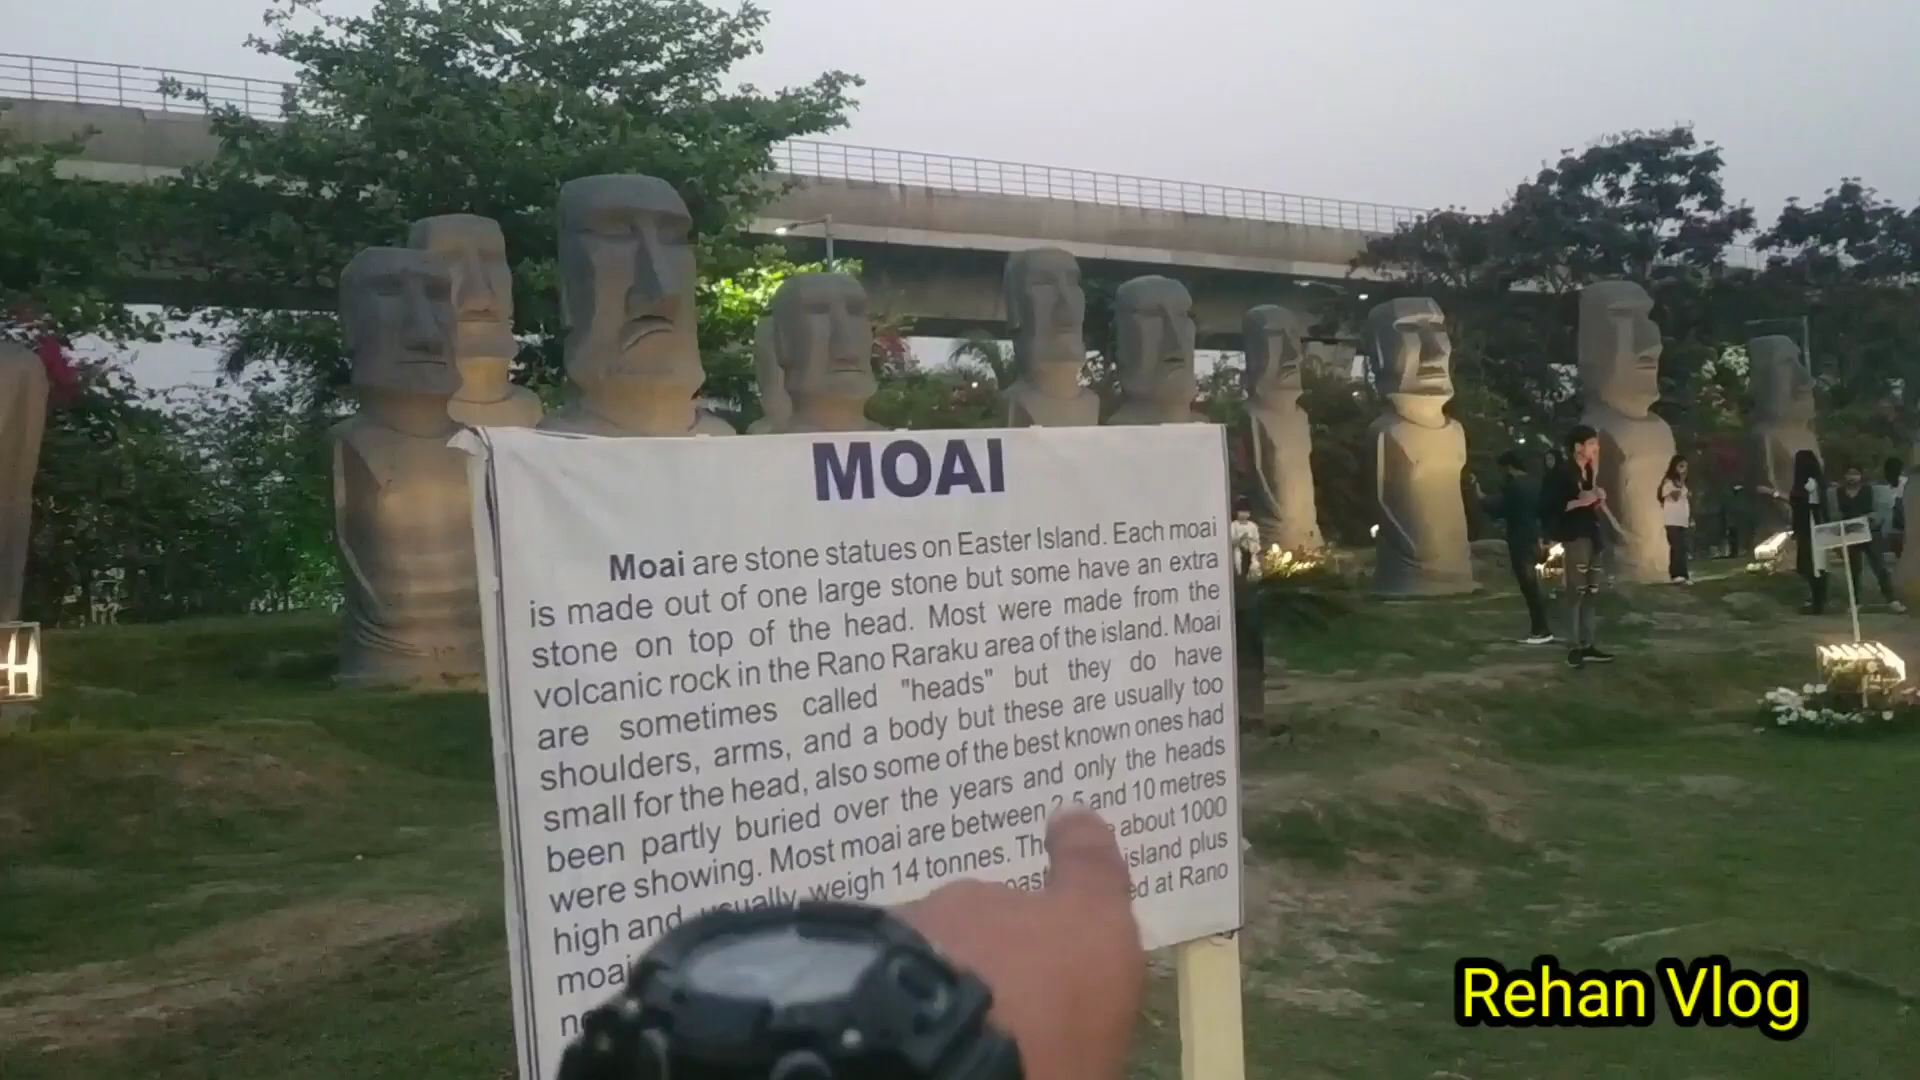 MOAI
Moai are stone statues on Easter Island. Each moai
is made out of one large stone but some have an extra
stone on top of the head. Most were made from the
volcanic rock in the Rano Raraku area of the island. Moai
are sometimes called "heads" but they do have
shoulders, arms, and a body but these are usually too
small for the head, also some of the best known ones had
been partly buried over the years and only the heads
were showing. Most moai are between 2.5 and 10 metres
high and usually weigh 14 tonnes. about 1000
moai island plus
at Rano
Rehan Vlog